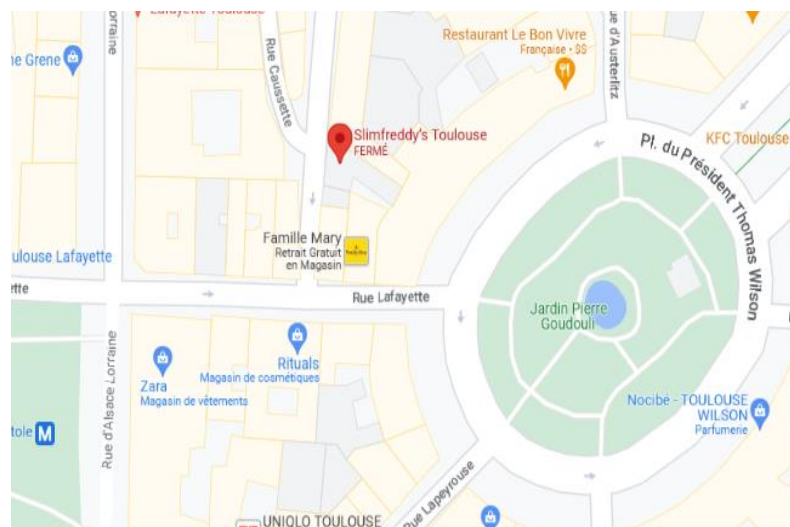 Lafayette Toulouse
orraine
ne Grene
Rue Caussette
Restaurant Le Bon Vivre
Française · $$
e d'Austerlitz
KFC Toulouse
Slimfreddy's Toulouse
FERMÉ
Pl. du Président Thomas Wilson
Famille Mary
Retrait Gratuit
en Magasin
ulouse Lafayette
ette
Rue Lafayette
Jardin Pierre
Goudouli
Rituals
Magasin de cosmétiques
Zara
Magasin de vêtements
Rue d'Alsace Lorraine
Nocibé - TOULOUSE
WILSON
Parfumerie
tole M
Rue Lapeyrouse
UNIQLO TOULOUSE